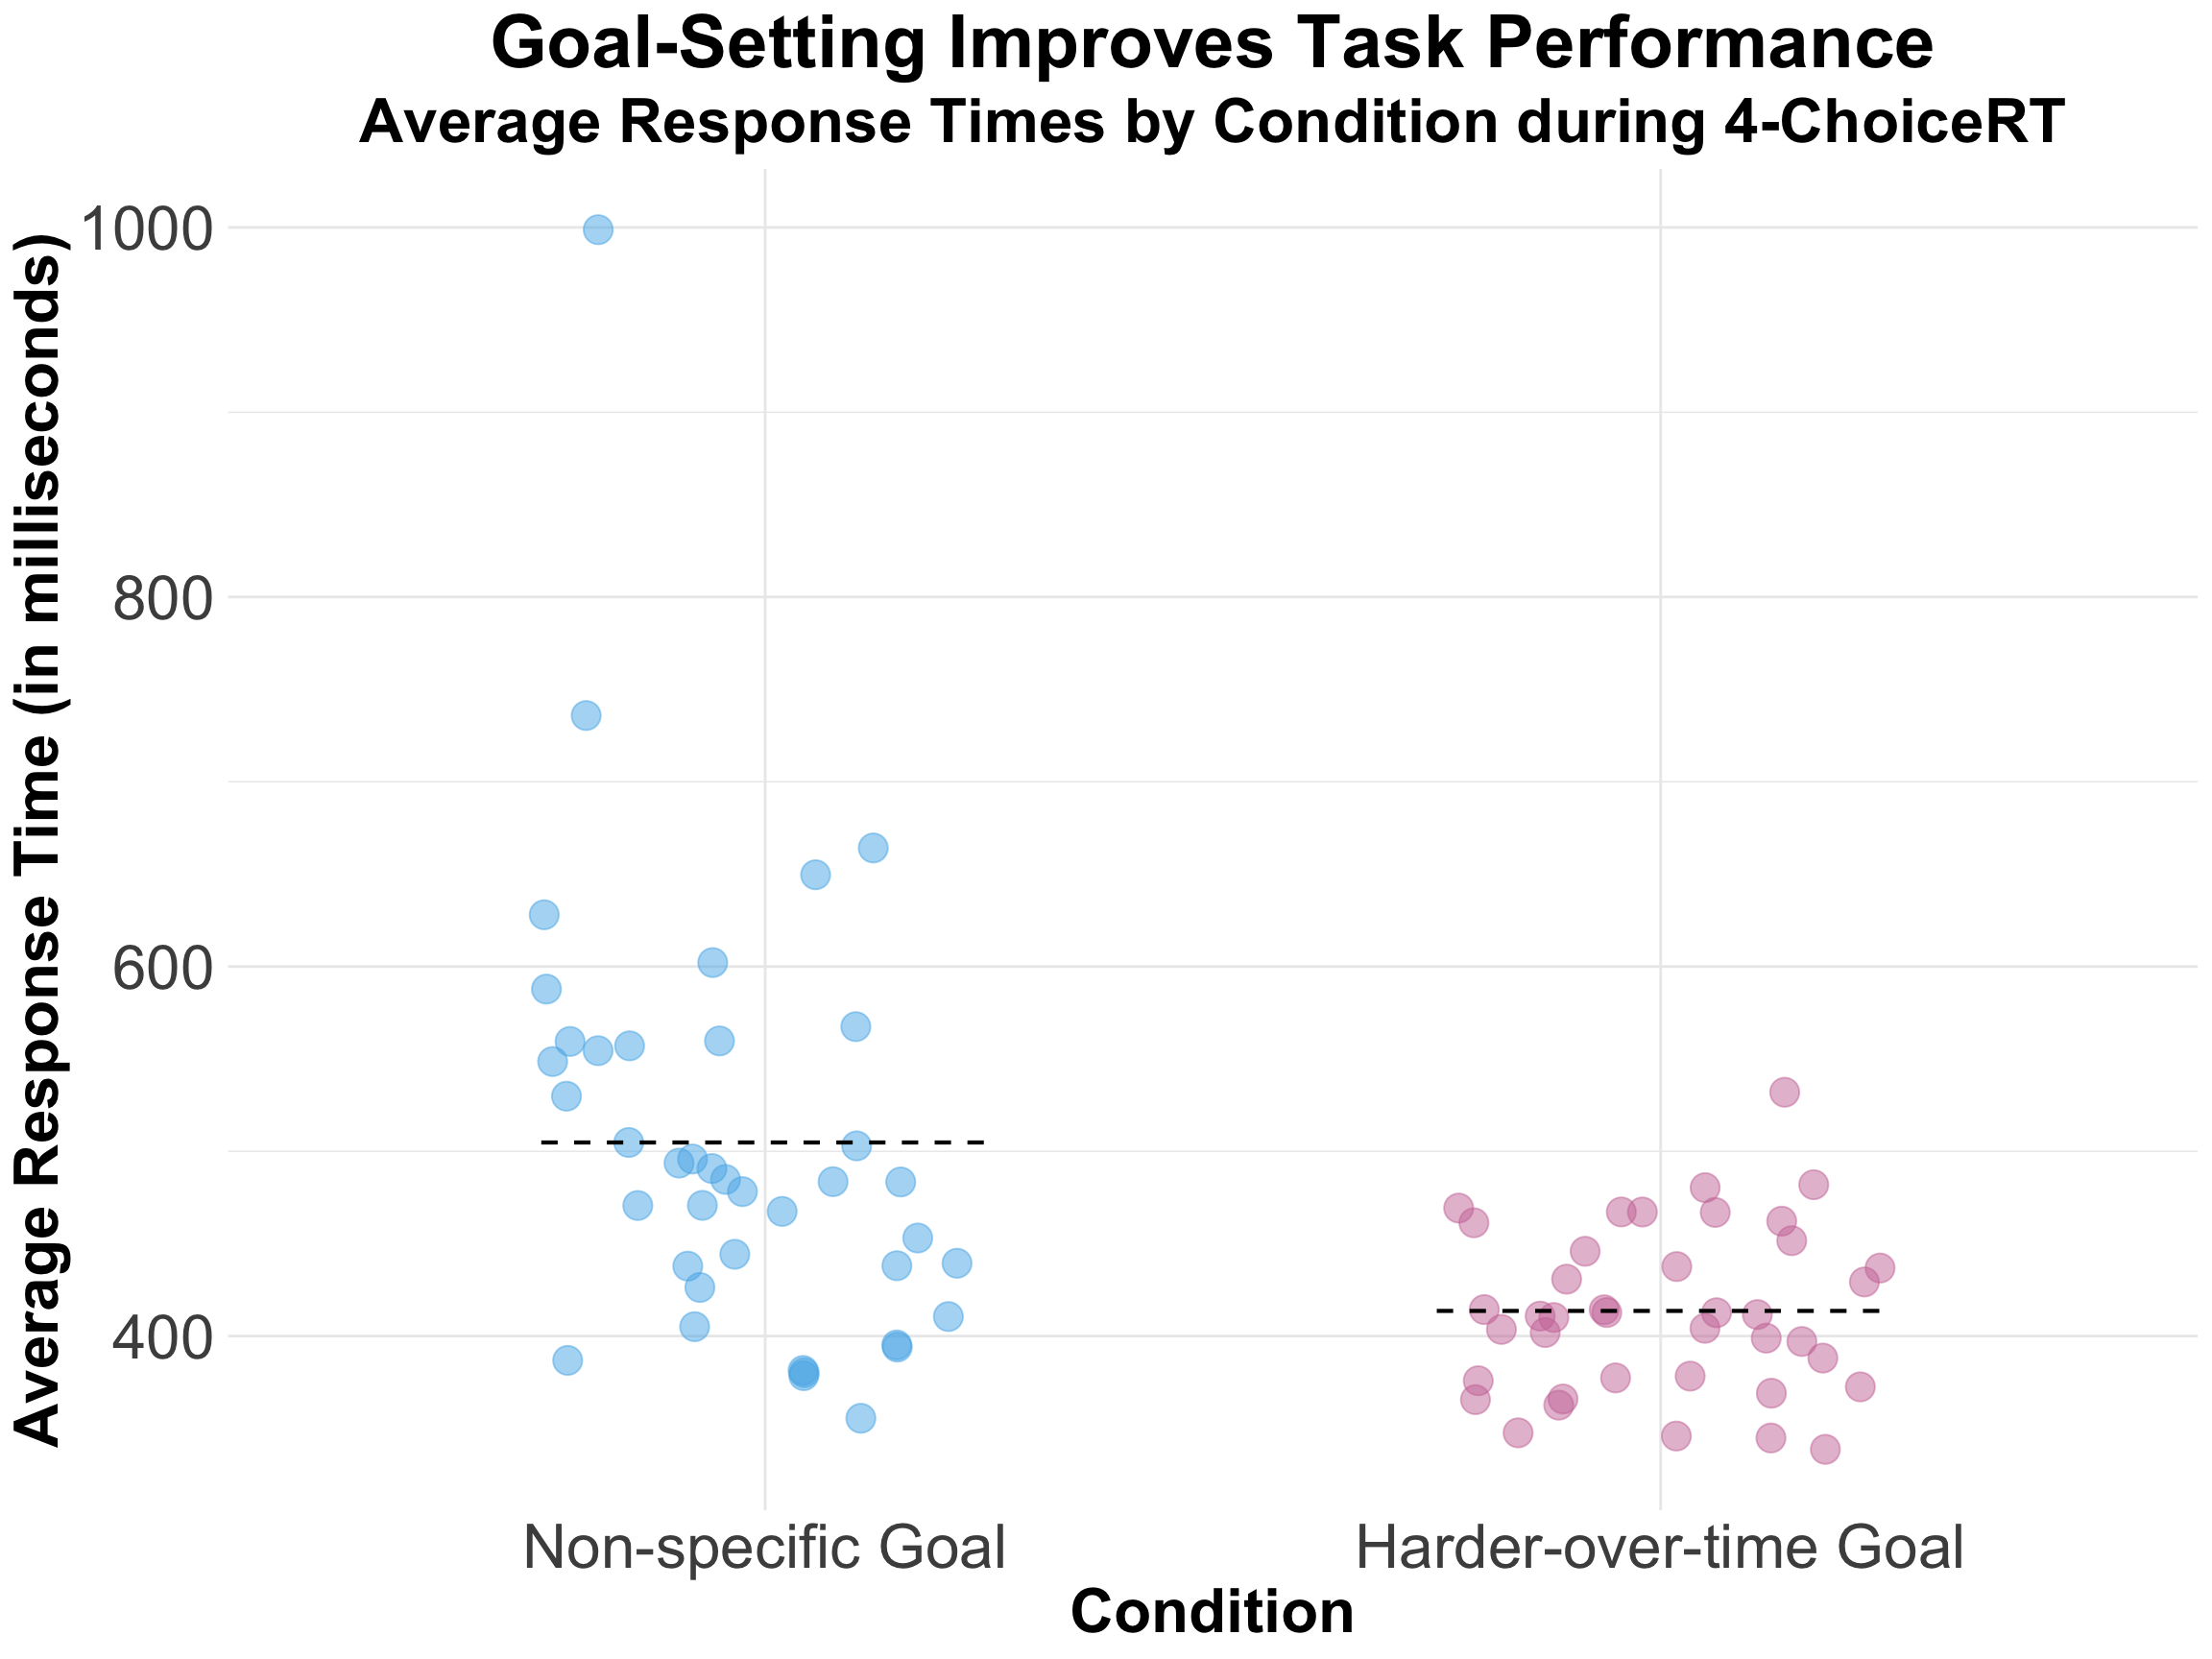 Goal-Setting Improves Task Performance
Average Response Times by Condition during 4-ChoiceRT
Average Response Time (in milliseconds)
1000
800
600
400
Non-specific Goal
Harder-over-time Goal
Condition